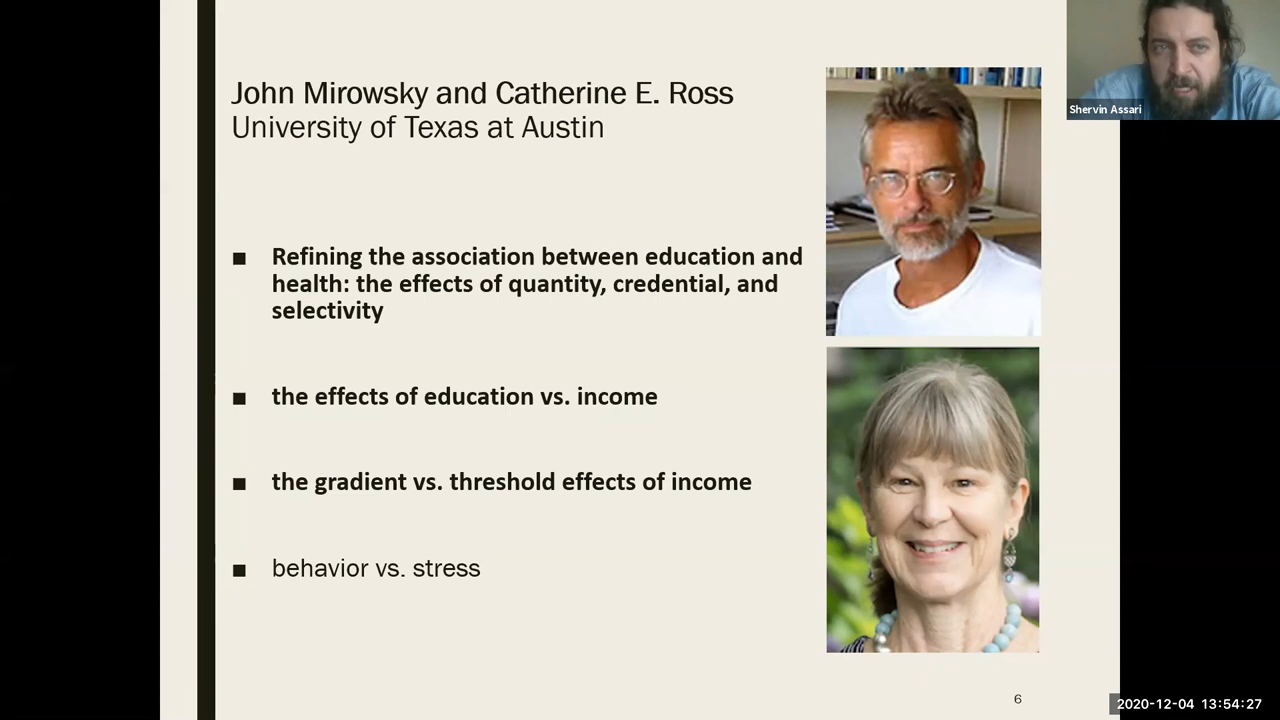 John Mirowsky and Catherine E. Ross
University of Texas at Austin
■ Refining the association between education and
health: the effects of quantity, credential, and
selectivity
■ the effects of education vs. income
■ the gradient vs. threshold effects of income
■ behavior vs. stress
6
Shervin Assari
2020-12-04 13:54:27